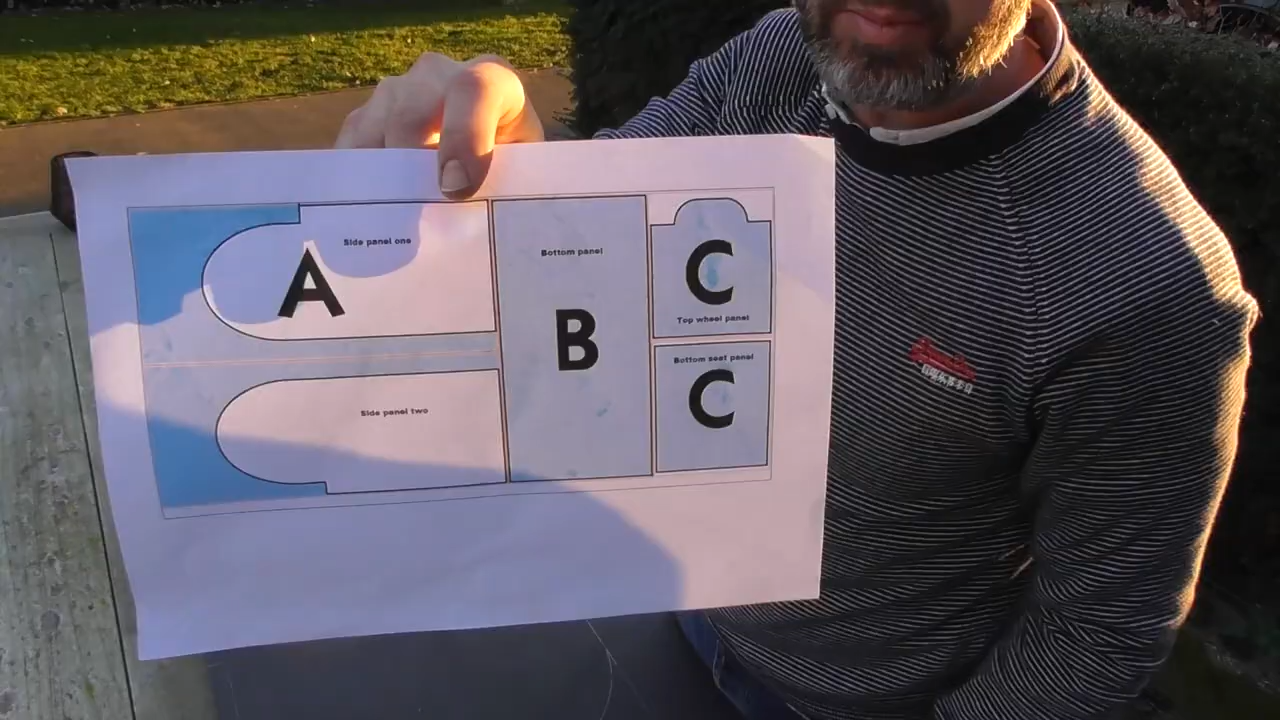 Side panel one
A
Side panel two
Bottom panel
B
C
Top wheel panel
Bottom seat panel
C